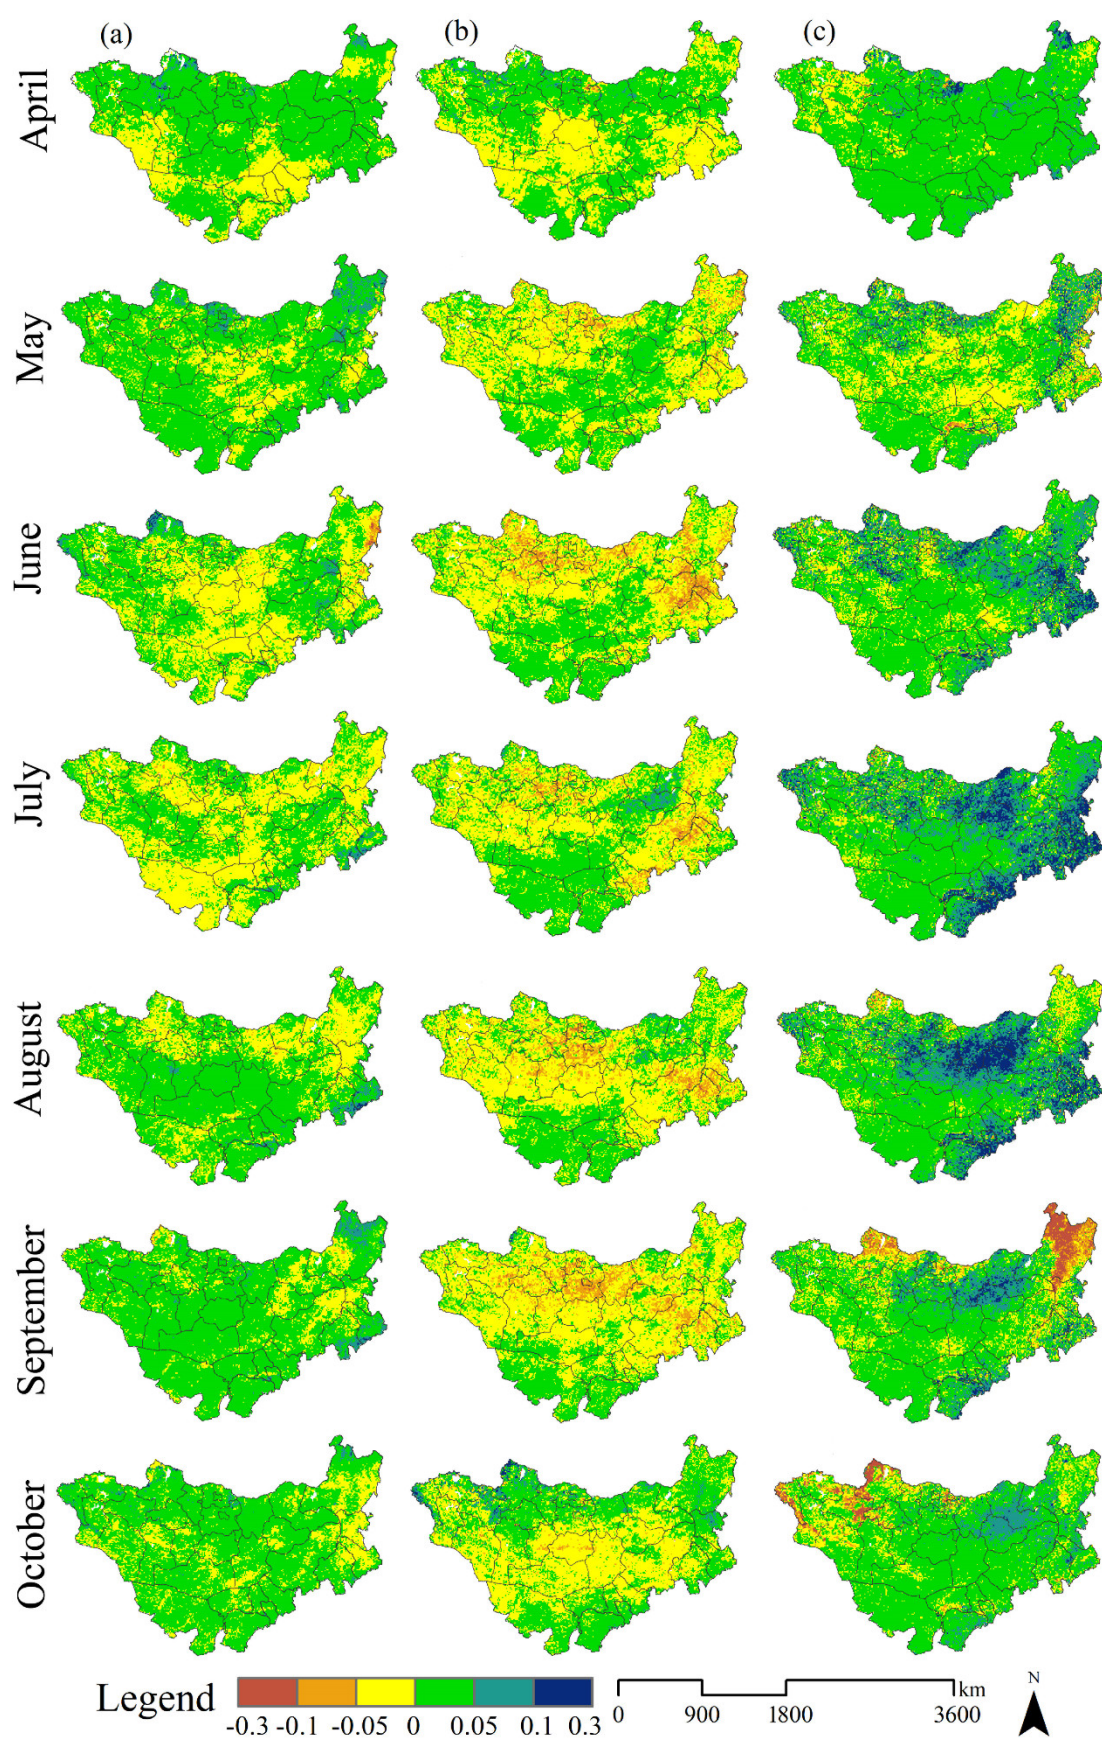 (a) (b) (c)
April
May
June
July
August
September
October
Legend
-0.3 -0.1 -0.05 0 0.05 0.1 0.3
0 900 1800 3600
km
N